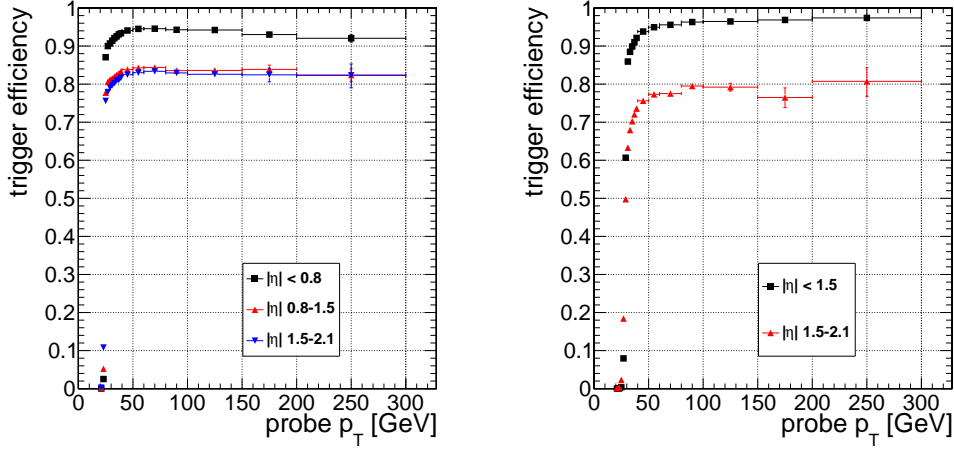 trigger efficiency
1
0.9
0.8
0.7
0.6
0.5
0.4
0.3
0.2
0.1
0
|η| < 0.8
|η| 0.8-1.5
|η| 1.5-2.1
0 50 100 150 200 250 300
probe p_T [GeV]
trigger efficiency
1
0.9
0.8
0.7
0.6
0.5
0.4
0.3
0.2
0.1
0
|η| < 1.5
|η| 1.5-2.1
0 50 100 150 200 250 300
probe p_T [GeV]